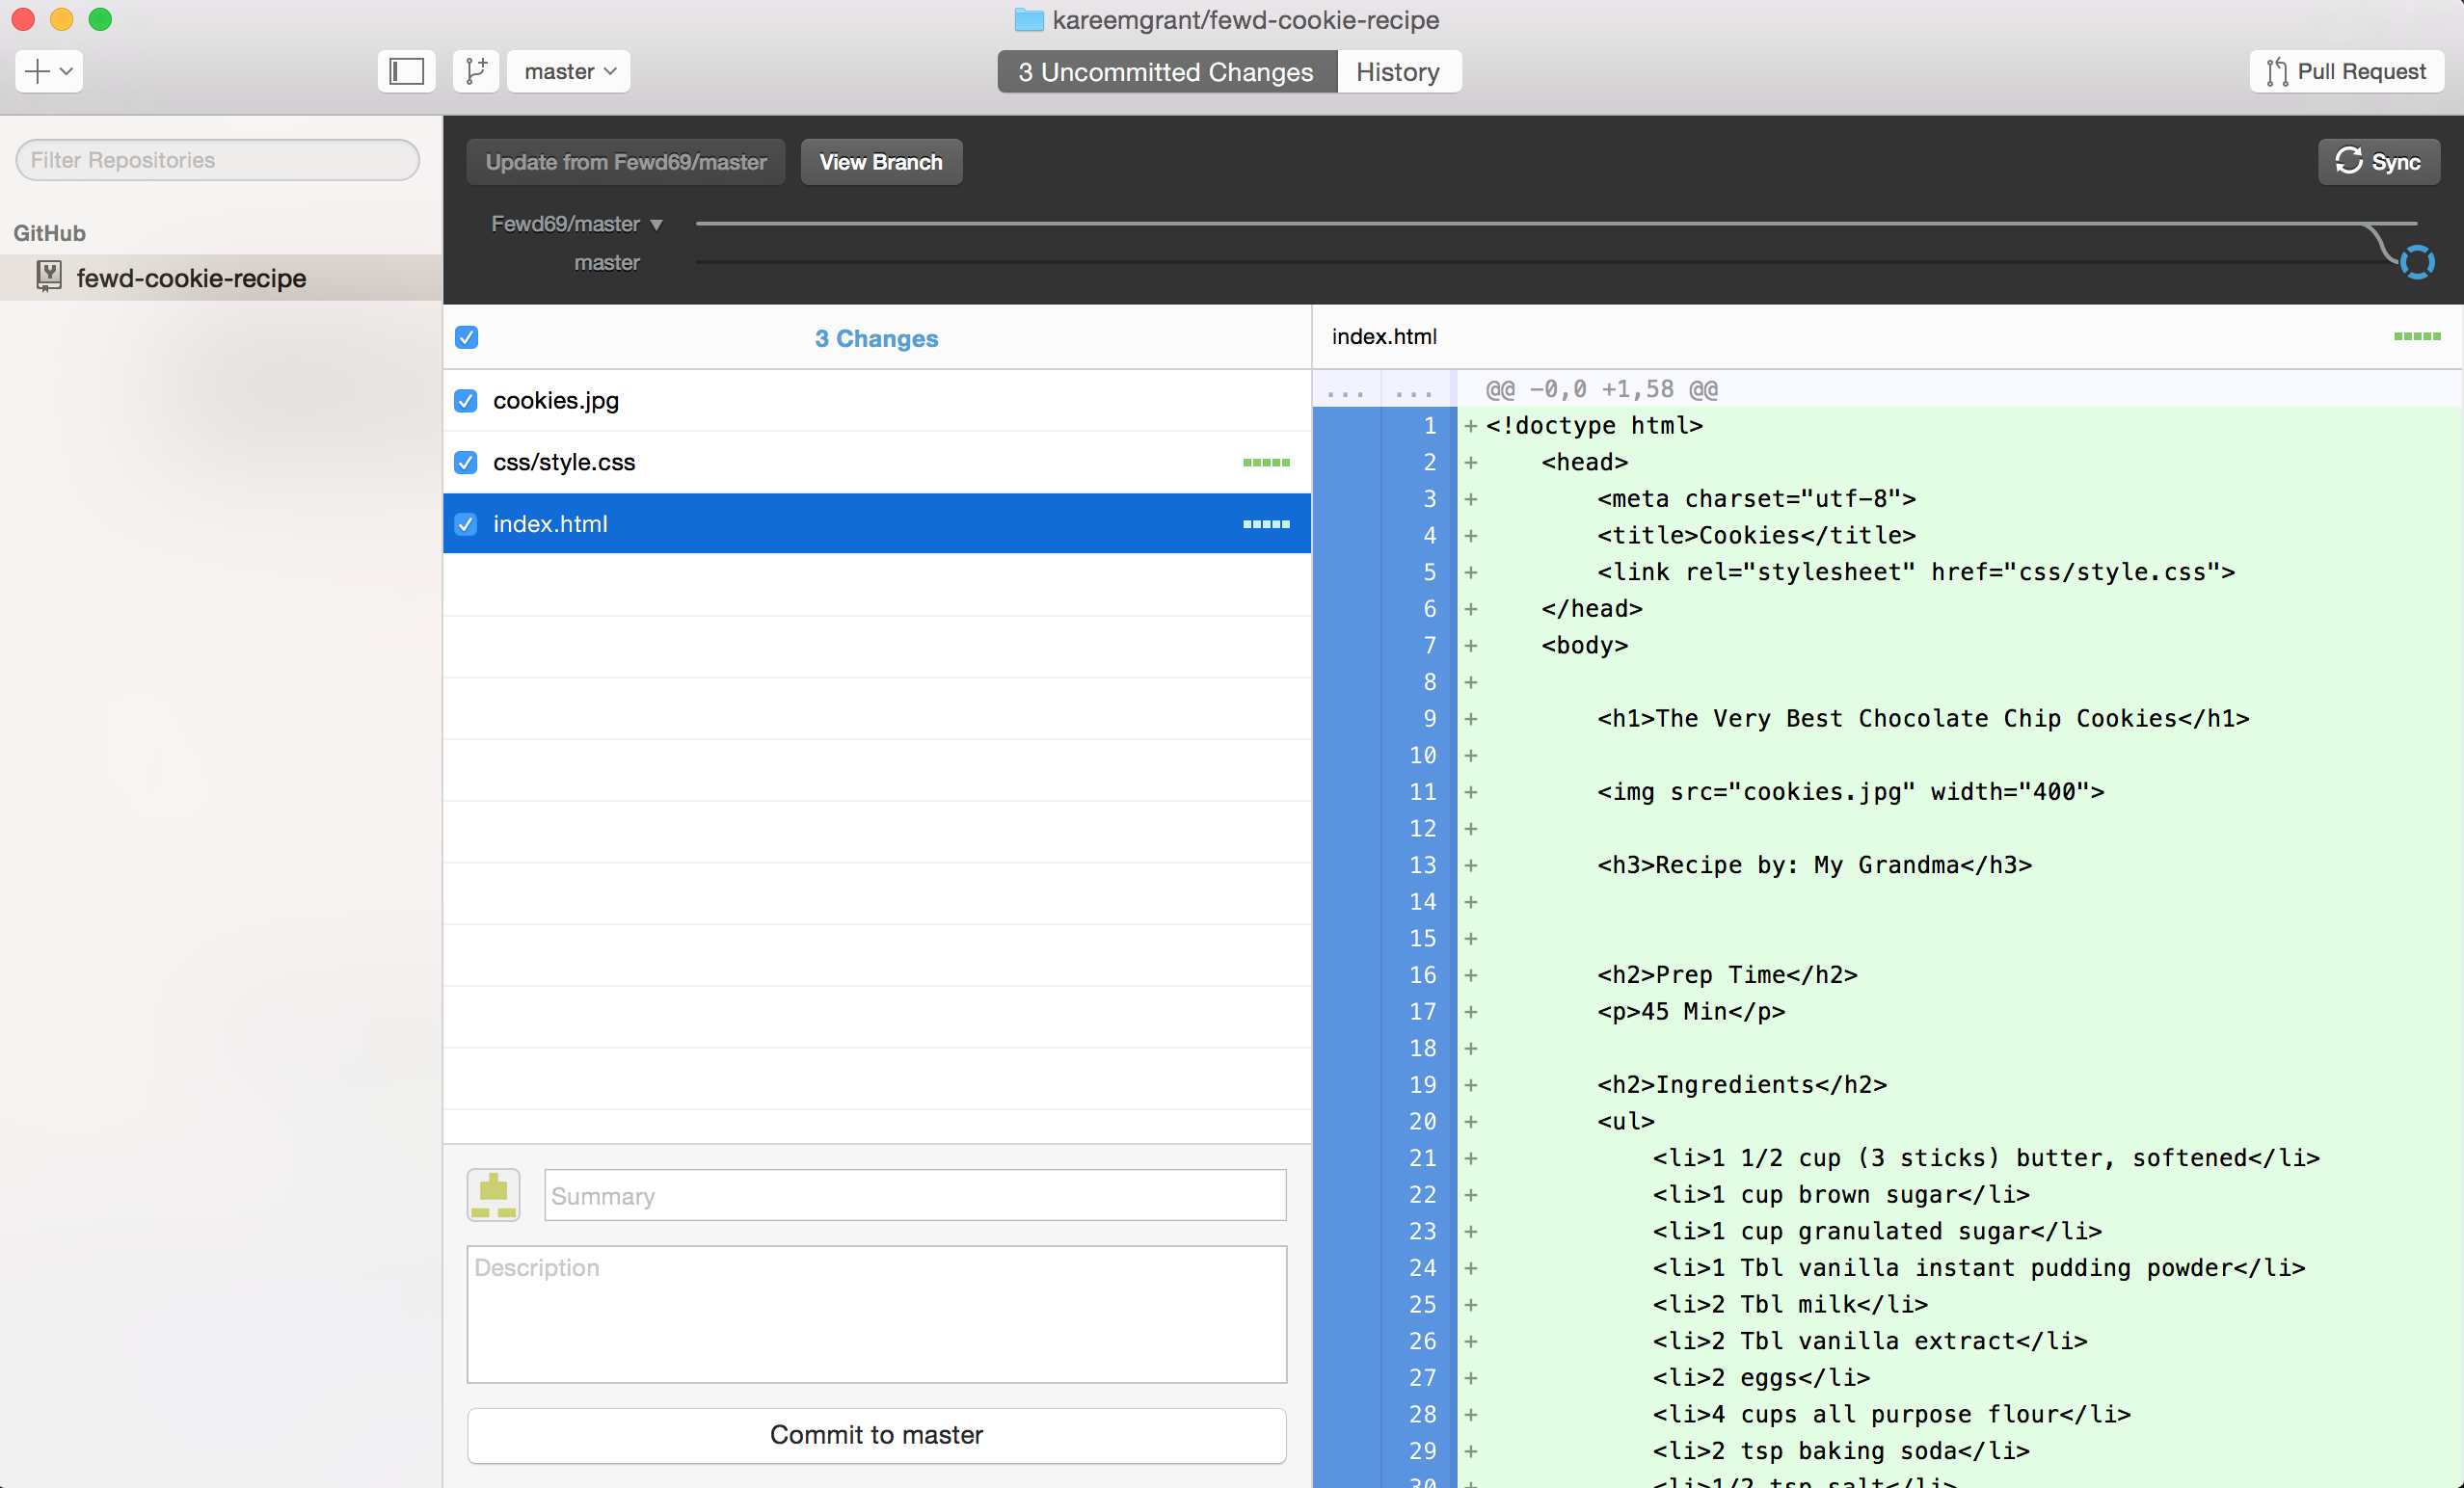 kareemgrant/fewd-cookie-recipe
master
3 Uncommitted Changes
History
Pull Request
Filter Repositories
GitHub
fewd-cookie-recipe
Update from Fewd69/master
View Branch
Sync
Fewd69/master ▼
master
3 Changes
cookies.jpg
css/style.css
index.html
Summary
Description
Commit to master
index.html
... ... @@ -0,0 +1,58 @@
1 +<!doctype html>
2 + <head>
3 + <meta charset="utf-8">
4 + <title>Cookies</title>
5 + <link rel="stylesheet" href="css/style.css">
6 + </head>
7 + <body>
8 +
9 + <h1>The Very Best Chocolate Chip Cookies</h1>
10 +
11 + <img src="cookies.jpg" width="400">
12 +
13 + <h3>Recipe by: My Grandma</h3>
14 +
15 +
16 + <h2>Prep Time</h2>
17 + <p>45 Min</p>
18 +
19 + <h2>Ingredients</h2>
20 + <ul>
21 + <li>1 1/2 cup (3 sticks) butter, softened</li>
22 + <li>1 cup brown sugar</li>
23 + <li>1 cup granulated sugar</li>
24 + <li>1 Tbl vanilla instant pudding powder</li>
25 + <li>2 Tbl milk</li>
26 + <li>2 Tbl vanilla extract</li>
27 + <li>2 eggs</li>
28 + <li>4 cups all purpose flour</li>
29 + <li>2 tsp baking soda</li>
30 + <li>1/2 tsp salt</li>